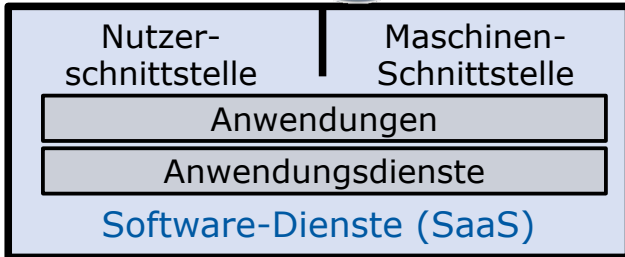 Nutzer-
schnittstelle
Maschinen-
Schnittstelle
Anwendungen
Anwendungsdienste
Software-Dienste (SaaS)